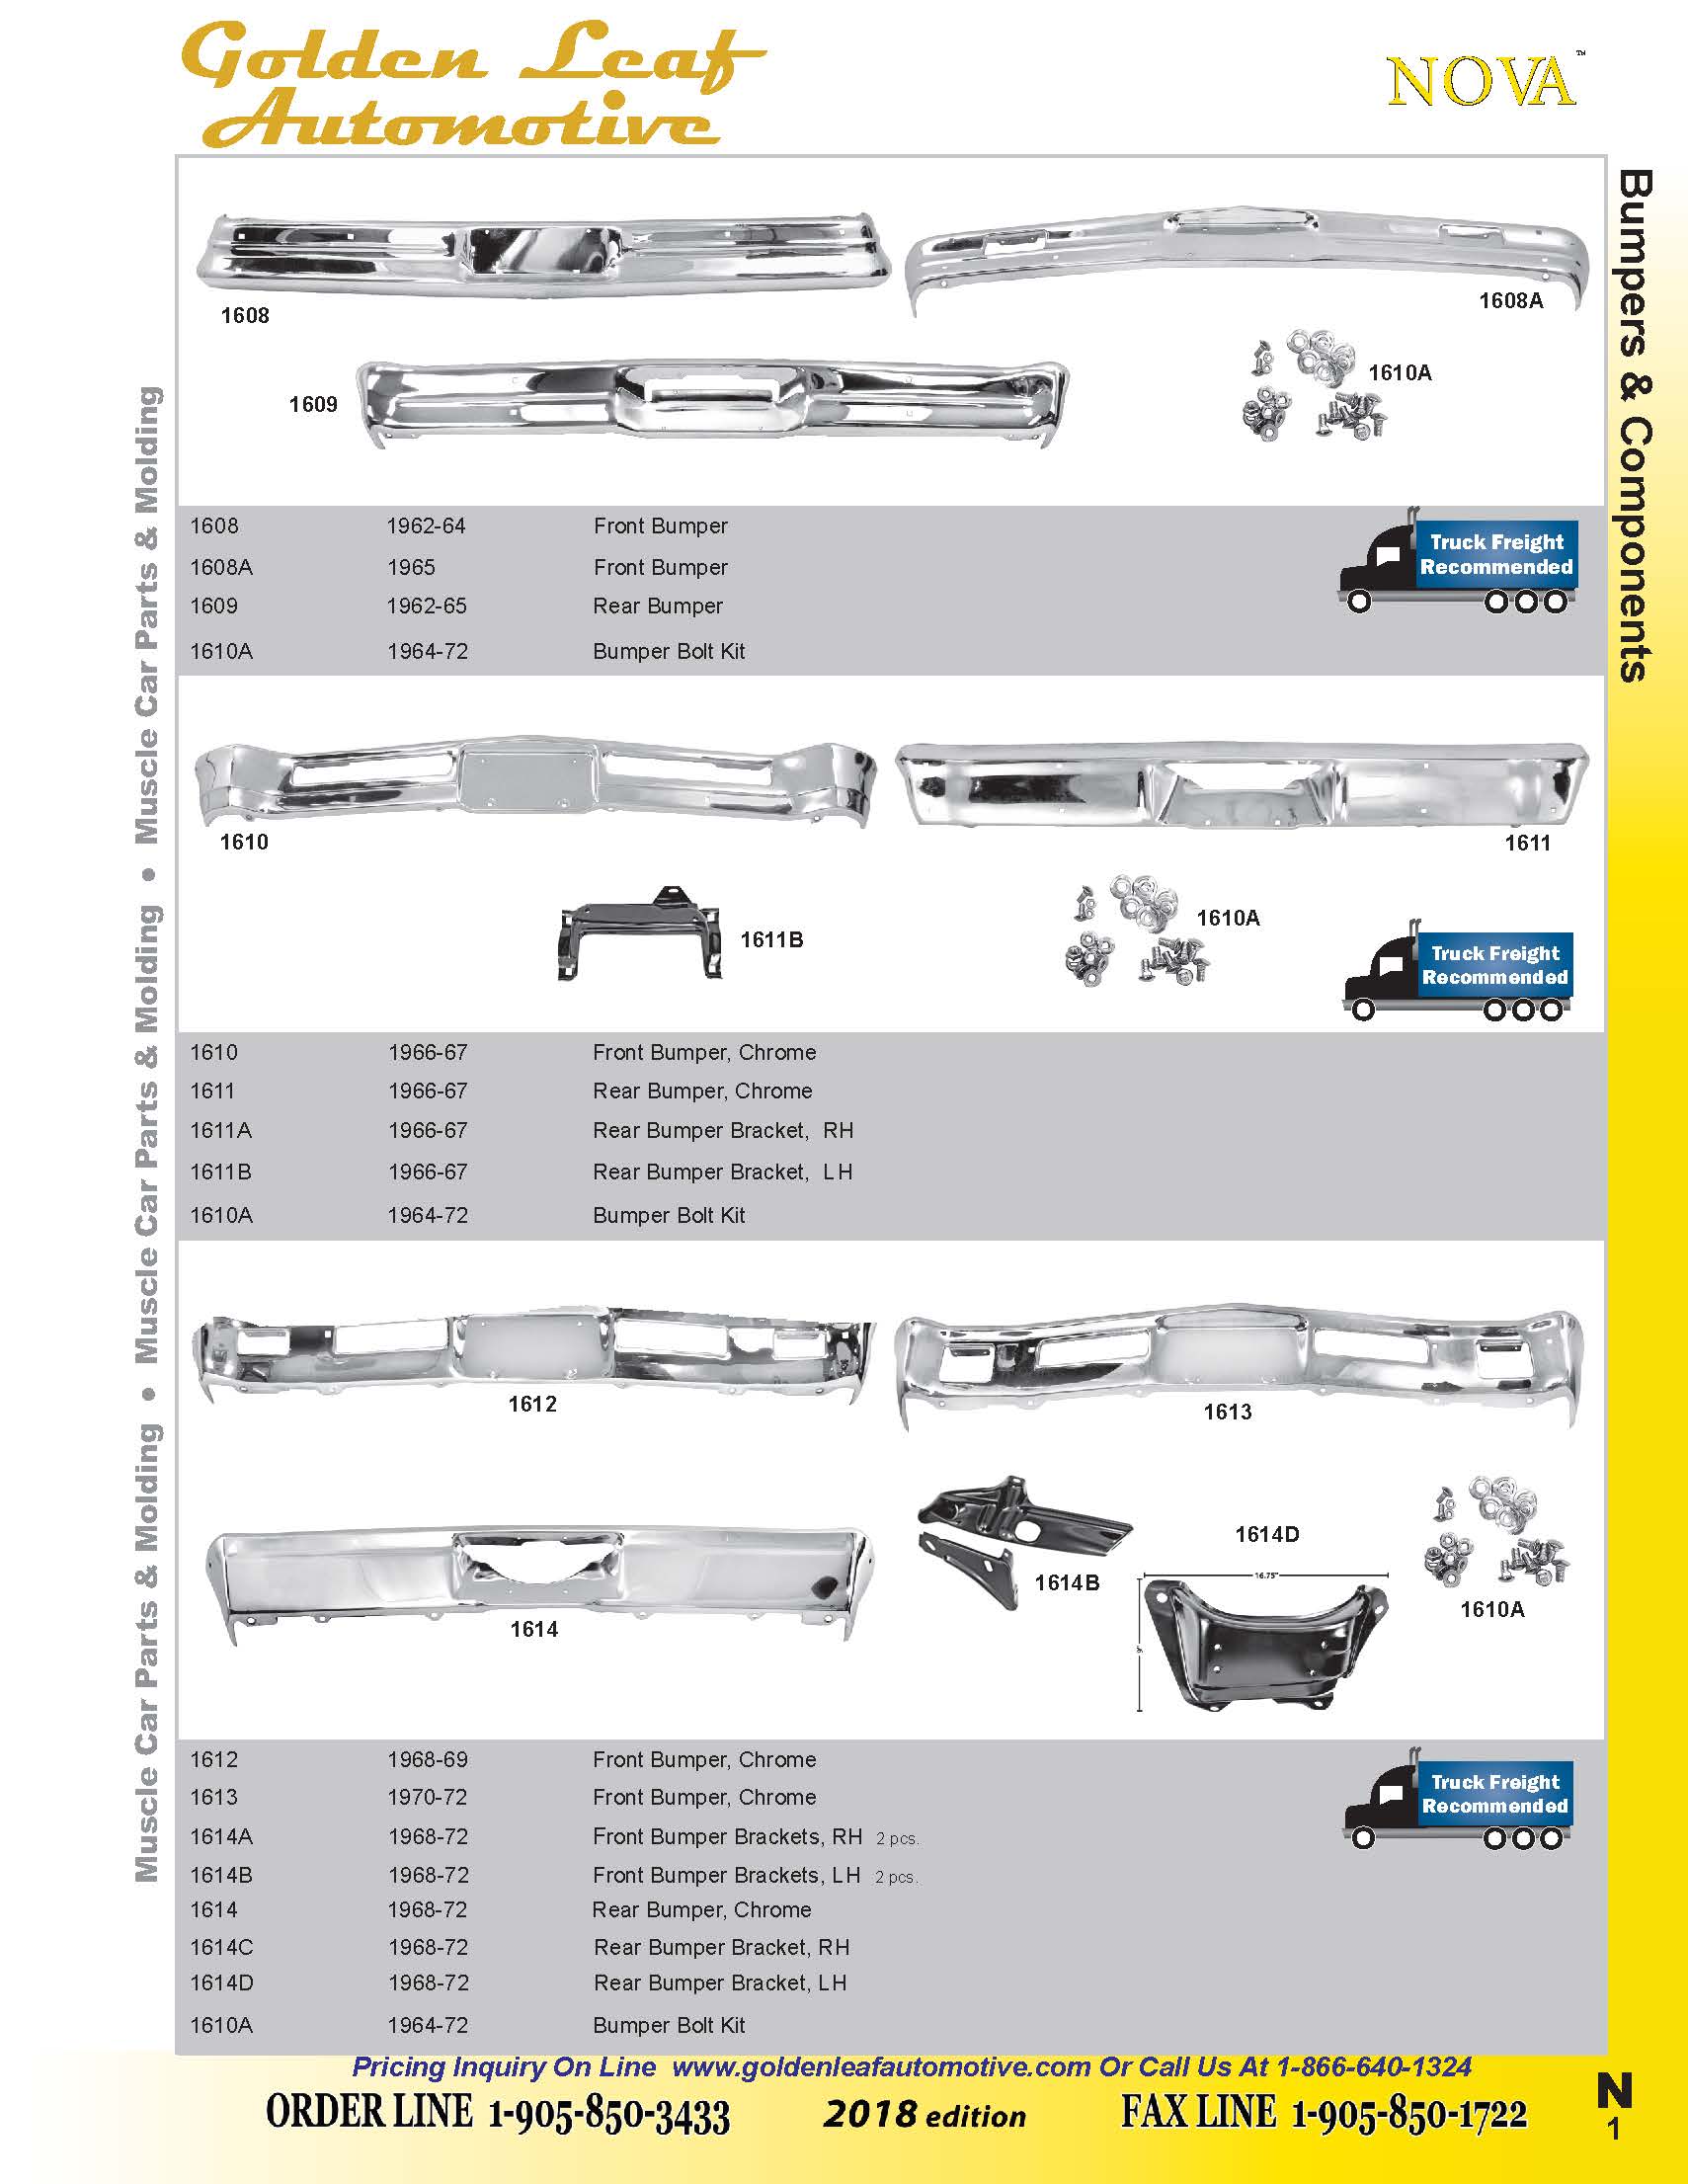 Golden Leaf
Automotive
NOVA™
Bumpers & Components
Muscle Car Parts & Molding • Muscle Car Parts & Molding • Muscle Car Parts & Molding
1608
1608A
1609
1610A
1608 1962-64 Front Bumper
1608A 1965 Front Bumper
1609 1962-65 Rear Bumper
1610A 1964-72 Bumper Bolt Kit
Truck Freight
Recommended
1610
1611
1611B
1610A
Truck Freight
Recommended
1610 1966-67 Front Bumper, Chrome
1611 1966-67 Rear Bumper, Chrome
1611A 1966-67 Rear Bumper Bracket, RH
1611B 1966-67 Rear Bumper Bracket, LH
1610A 1964-72 Bumper Bolt Kit
1612
1613
1614
1614B
1614D
16.75"
9"
1610A
1612 1968-69 Front Bumper, Chrome
1613 1970-72 Front Bumper, Chrome
1614A 1968-72 Front Bumper Brackets, RH 2 pcs.
1614B 1968-72 Front Bumper Brackets, LH 2 pcs.
1614 1968-72 Rear Bumper, Chrome
1614C 1968-72 Rear Bumper Bracket, RH
1614D 1968-72 Rear Bumper Bracket, LH
1610A 1964-72 Bumper Bolt Kit
Truck Freight
Recommended
Pricing Inquiry On Line www.goldenleafautomotive.com Or Call Us At 1-866-640-1324
ORDER LINE 1-905-850-3433 2018 edition FAX LINE 1-905-850-1722
N
1